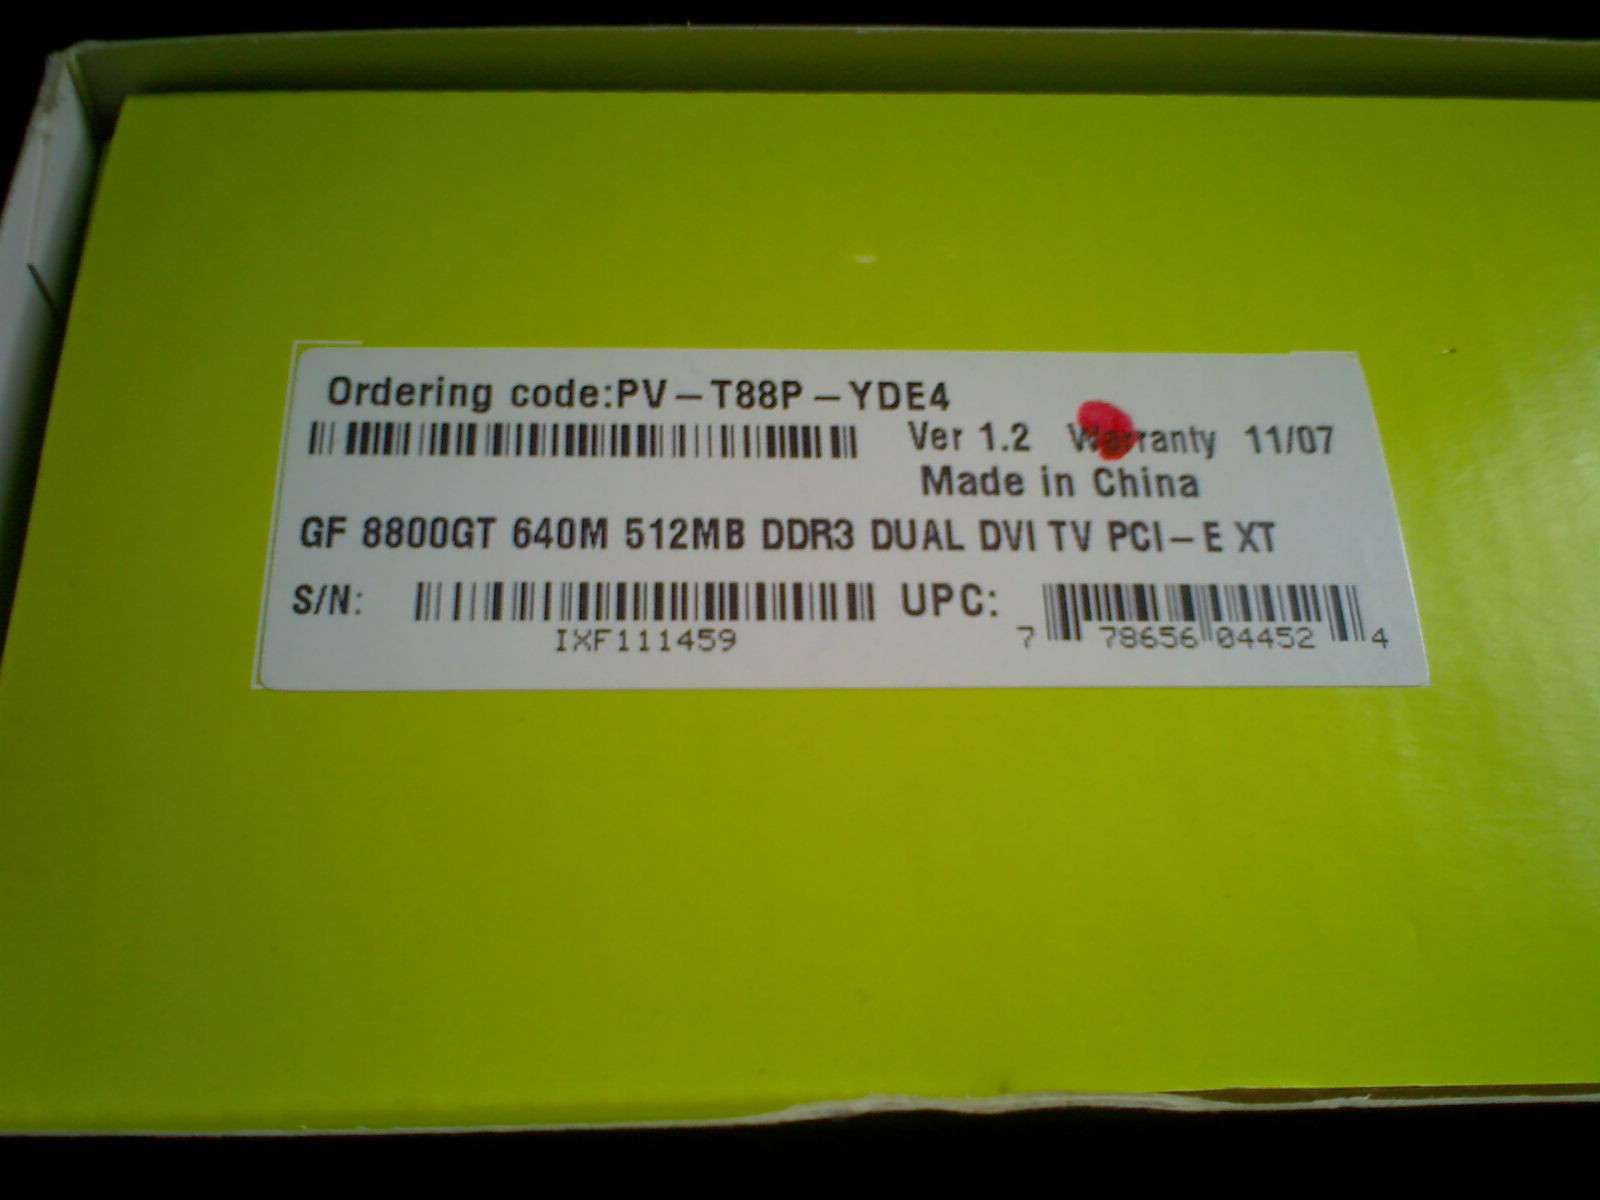 Ordering code:PV-T88P-YDE4
Ver 1.2 Warranty 11/07
Made in China
GF 8800GT 640M 512MB DDR3 DUAL DVI TV PCI-E XT
S/N: UPC:
IXF111459 7 78656 04452 4